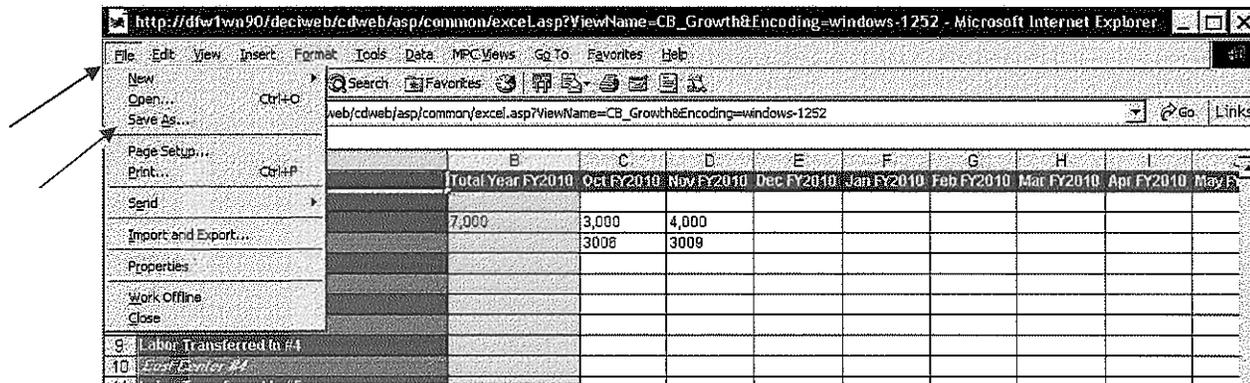 http://dfw1wn90/deciweb/cdweb/asp/common/excel.asp?ViewName=CB_Growth&Encoding=windows-1252 - Microsoft Internet Explorer
File Edit View Insert Format Tools Data MPC Views Go To Favorites Help
New
Open... Ctrl+O
Save As...
Page Setup...
Print... Ctrl+P
Send
Import and Export...
Properties
Work Offline
Close
Search Favorites
web/cdweb/asp/common/excel.asp?ViewName=CB_Growth&Encoding=windows-1252 Go Links
B C D E F G H I
Total Year FY2010 Oct FY2010 Nov FY2010 Dec FY2010 Jan FY2010 Feb FY2010 Mar FY2010 Apr FY2010 May
7,000 3,000 4,000
3008 3009
9 Labor Transferred In #4
10 Cost Center #4